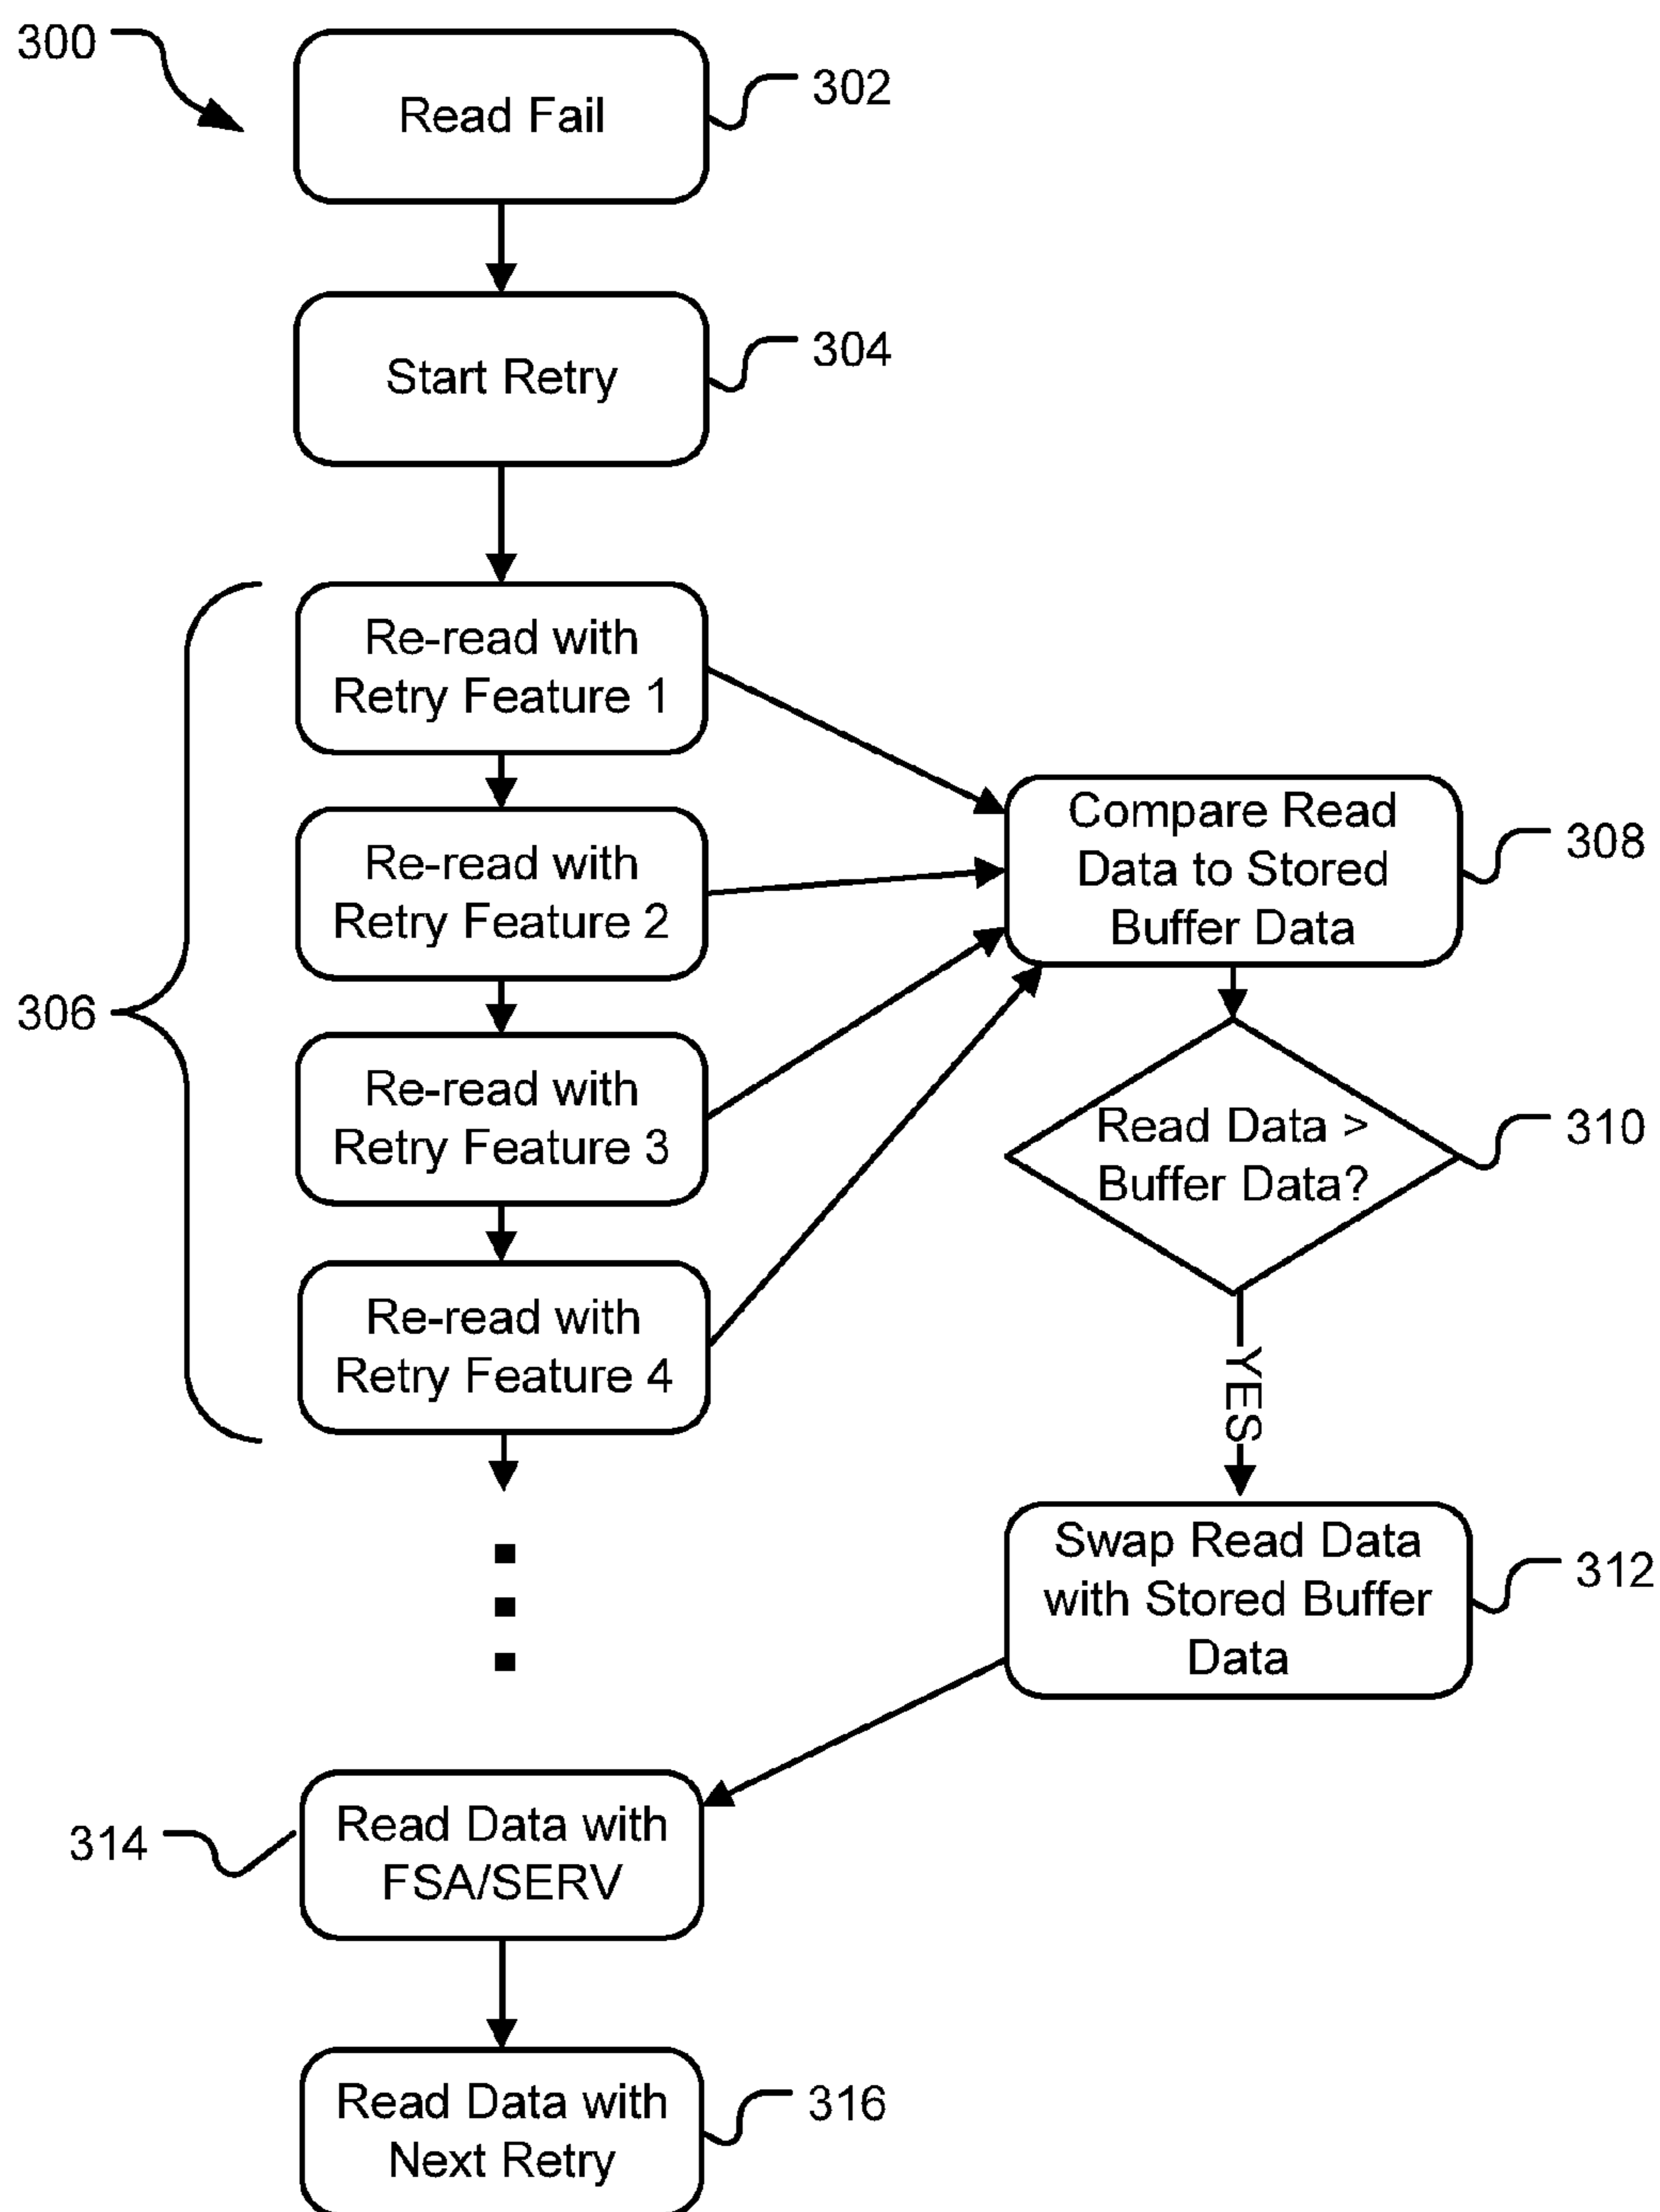 300
Read Fail
302
Start Retry
304
Re-read with
Retry Feature 1
Re-read with
Retry Feature 2
306
Re-read with
Retry Feature 3
Re-read with
Retry Feature 4
Compare Read
Data to Stored
Buffer Data
308
Read Data >
Buffer Data?
310
YES
Swap Read Data
with Stored Buffer
Data
312
314
Read Data with
FSA/SERV
Read Data with
Next Retry
316